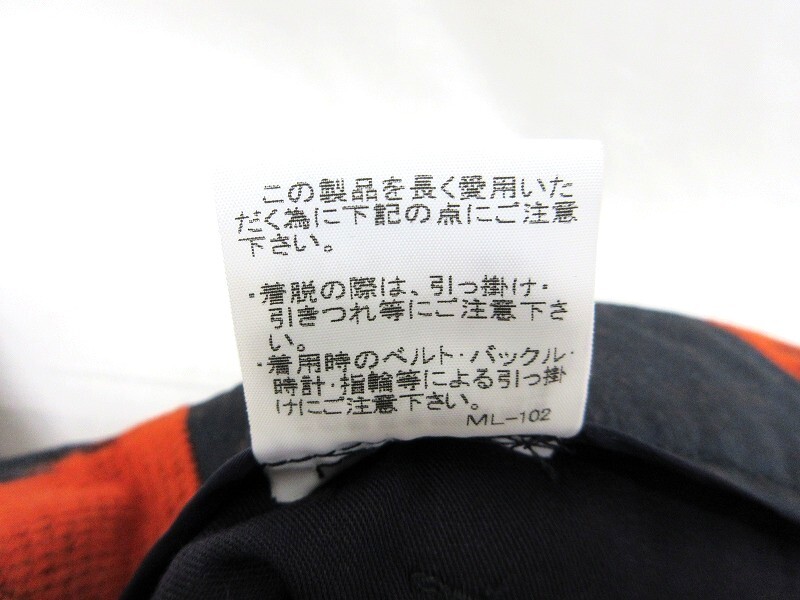 この製品を長く愛用いた
だく為に下記の点にご注意
下さい。
・着脱の際は、引っ掛け・
引きつれ等にご注意下さ
い。
・着用時のベルト・バックル・
時計・指輪等による引っ掛
けにご注意下さい。
ML-102